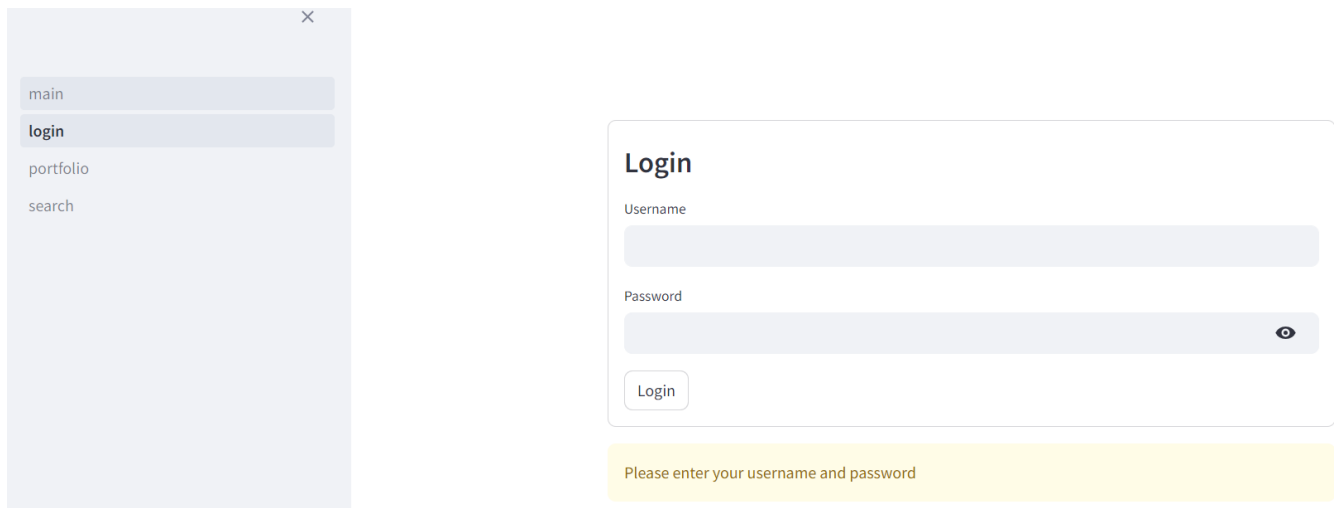 main
login
portfolio
search
Login
Username
Password
Login
Please enter your username and password